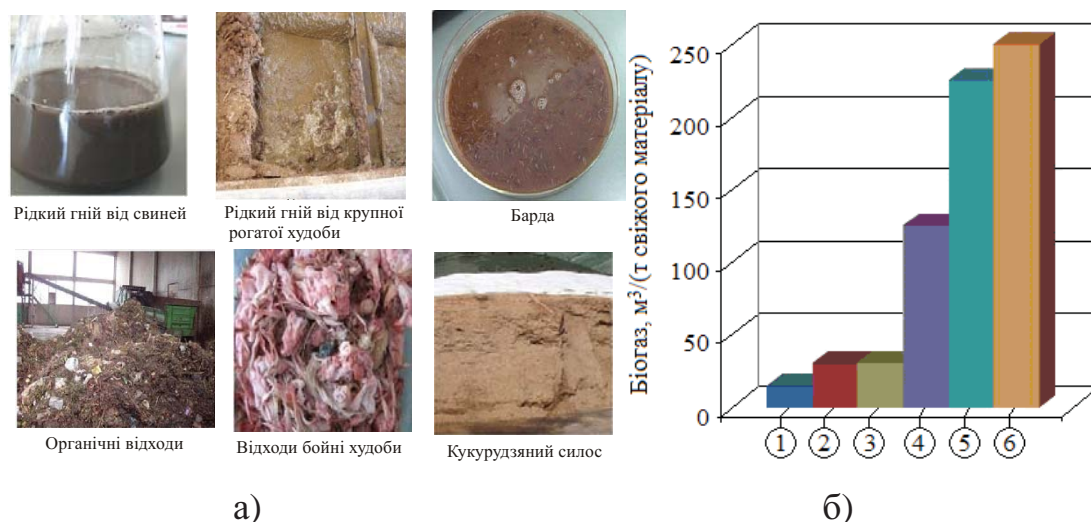 Рідкий гній від свиней
Рідкий гній від крупної
рогатої худоби
Барда
Органічні відходи
Відходи бойні худоби
Кукурудзяний силос
а)
Біогаз, м³/(т свіжого матеріалу)
250
200
150
100
50
0
1 2 3 4 5 6
б)